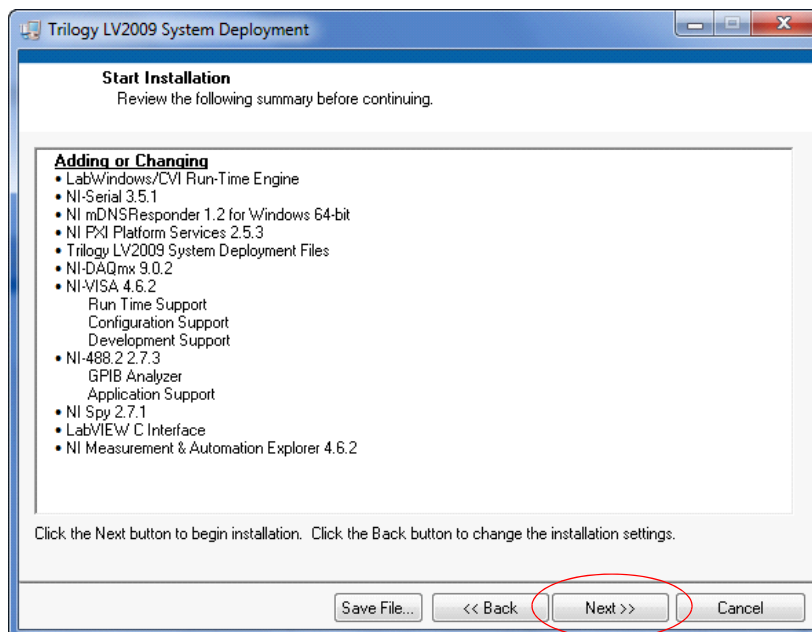 Trilogy LV2009 System Deployment
Start Installation
Review the following summary before continuing.
Adding or Changing
• LabWindows/CVI Run-Time Engine
• NI-Serial 3.5.1
• NI mDNSResponder 1.2 for Windows 64-bit
• NI PXI Platform Services 2.5.3
• Trilogy LV2009 System Deployment Files
• NI-DAQmx 9.0.2
• NI-VISA 4.6.2
Run Time Support
Configuration Support
Development Support
• NI-488.2 2.7.3
GPIB Analyzer
Application Support
• NI Spy 2.7.1
• LabVIEW C Interface
• NI Measurement & Automation Explorer 4.6.2
Click the Next button to begin installation. Click the Back button to change the installation settings.
Save File... << Back Next >> Cancel